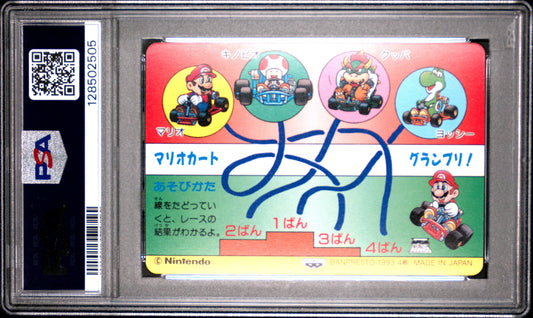 128502505
PSA
キノピオ
クッパ
マリオ
ヨッシー
マリオカート
グランプリ!
あそびかた
線をたどってい
くと、レースの
結果がわかるよ。
1ばん
2ばん
3ばん
4ばん
© Nintendo
BANPRESTO 1993 MADE IN JAPAN